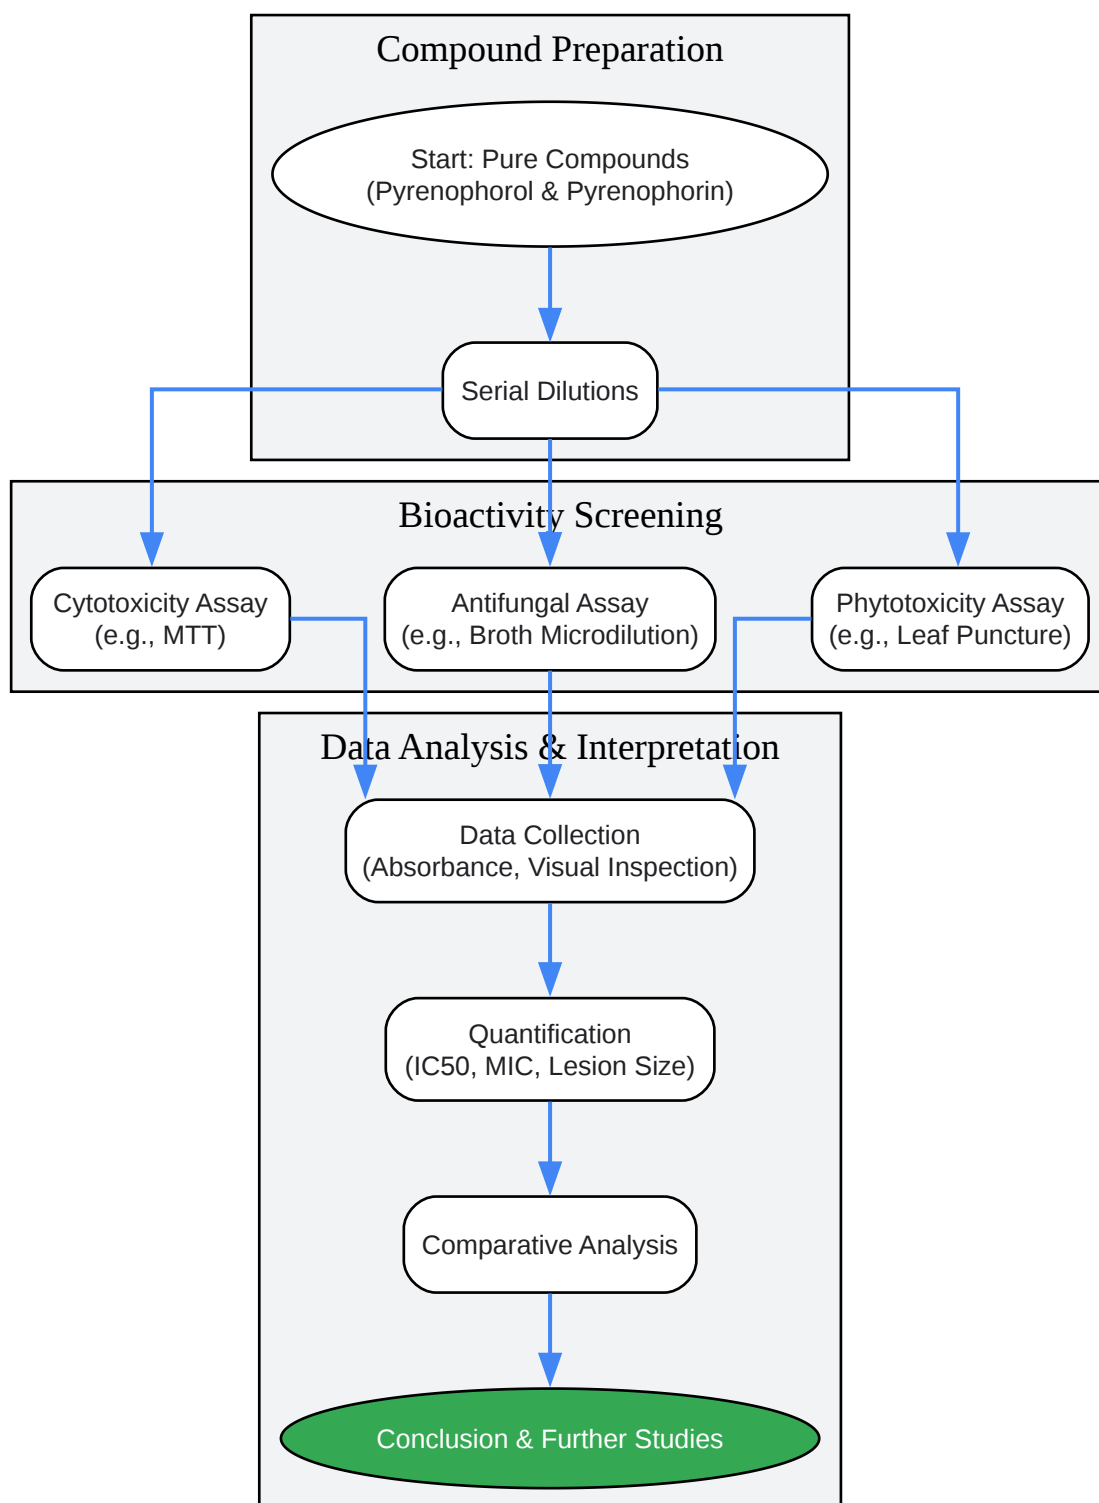 Compound Preparation
Start: Pure Compounds
(Pyrenophorol & Pyrenophorin)
Serial Dilutions
Bioactivity Screening
Cytotoxicity Assay
(e.g., MTT)
Antifungal Assay
(e.g., Broth Microdilution)
Phytotoxicity Assay
(e.g., Leaf Puncture)
Data Analysis & Interpretation
Data Collection
(Absorbance, Visual Inspection)
Quantification
(IC50, MIC, Lesion Size)
Comparative Analysis
Conclusion & Further Studies